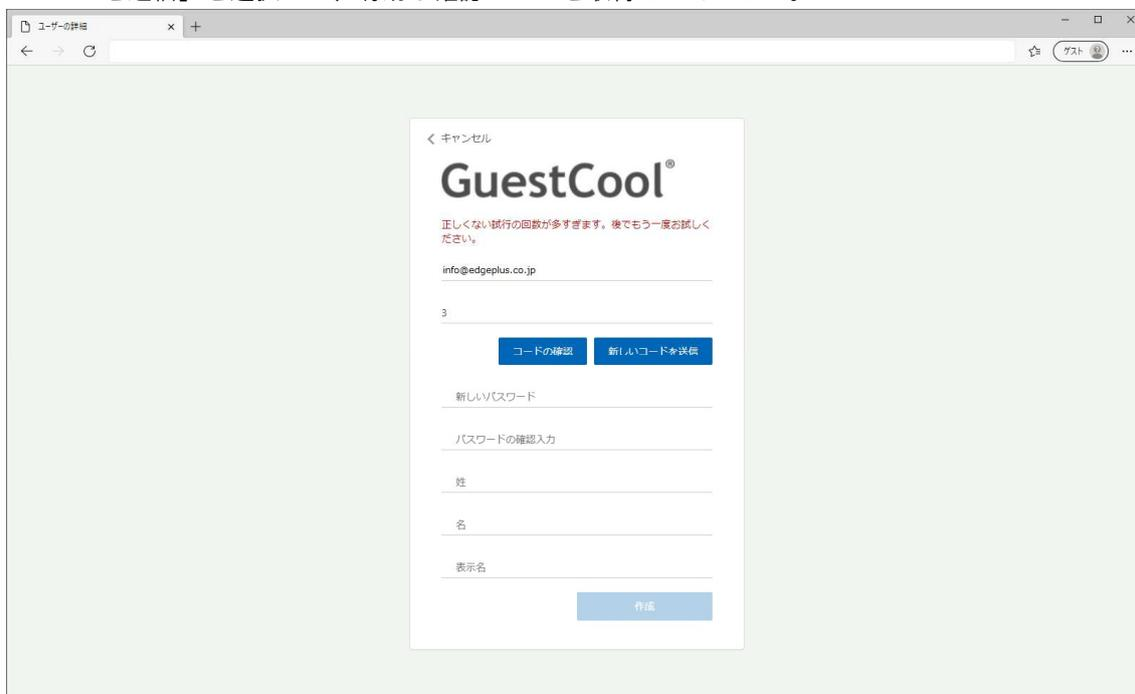 ユーザーの詳細
ゲスト
キャンセル
GuestCool®
正しくない試行の回数が多すぎます。後でもう一度お試しく
ださい。
info@edgeplus.co.jp
3
コードの確認 新しいコードを送信
新しいパスワード
パスワードの確認入力
姓
名
表示名
作成